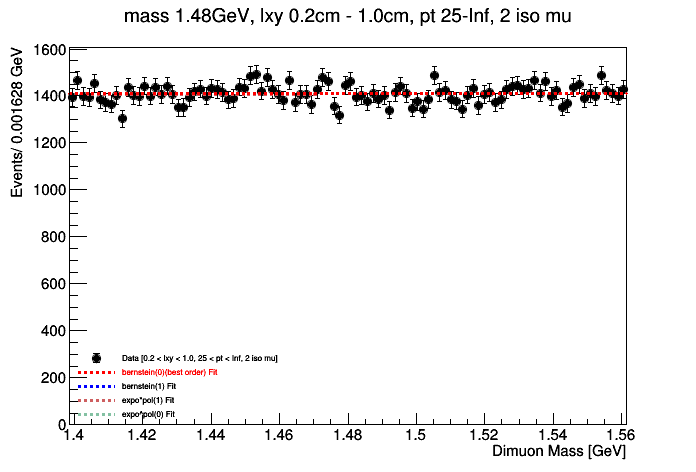 mass 1.48GeV, lxy 0.2cm - 1.0cm, pt 25-Inf, 2 iso mu
Events/ 0.001628 GeV
1600
1400
1200
1000
800
600
400
200
0
Data [0.2 < lxy < 1.0, 25 < pt < Inf, 2 iso mu]
bernstein(0)(best order) Fit
bernstein(1) Fit
expo*pol(1) Fit
expo*pol(0) Fit
1.4 1.42 1.44 1.46 1.48 1.5 1.52 1.54 1.56
Dimuon Mass [GeV]